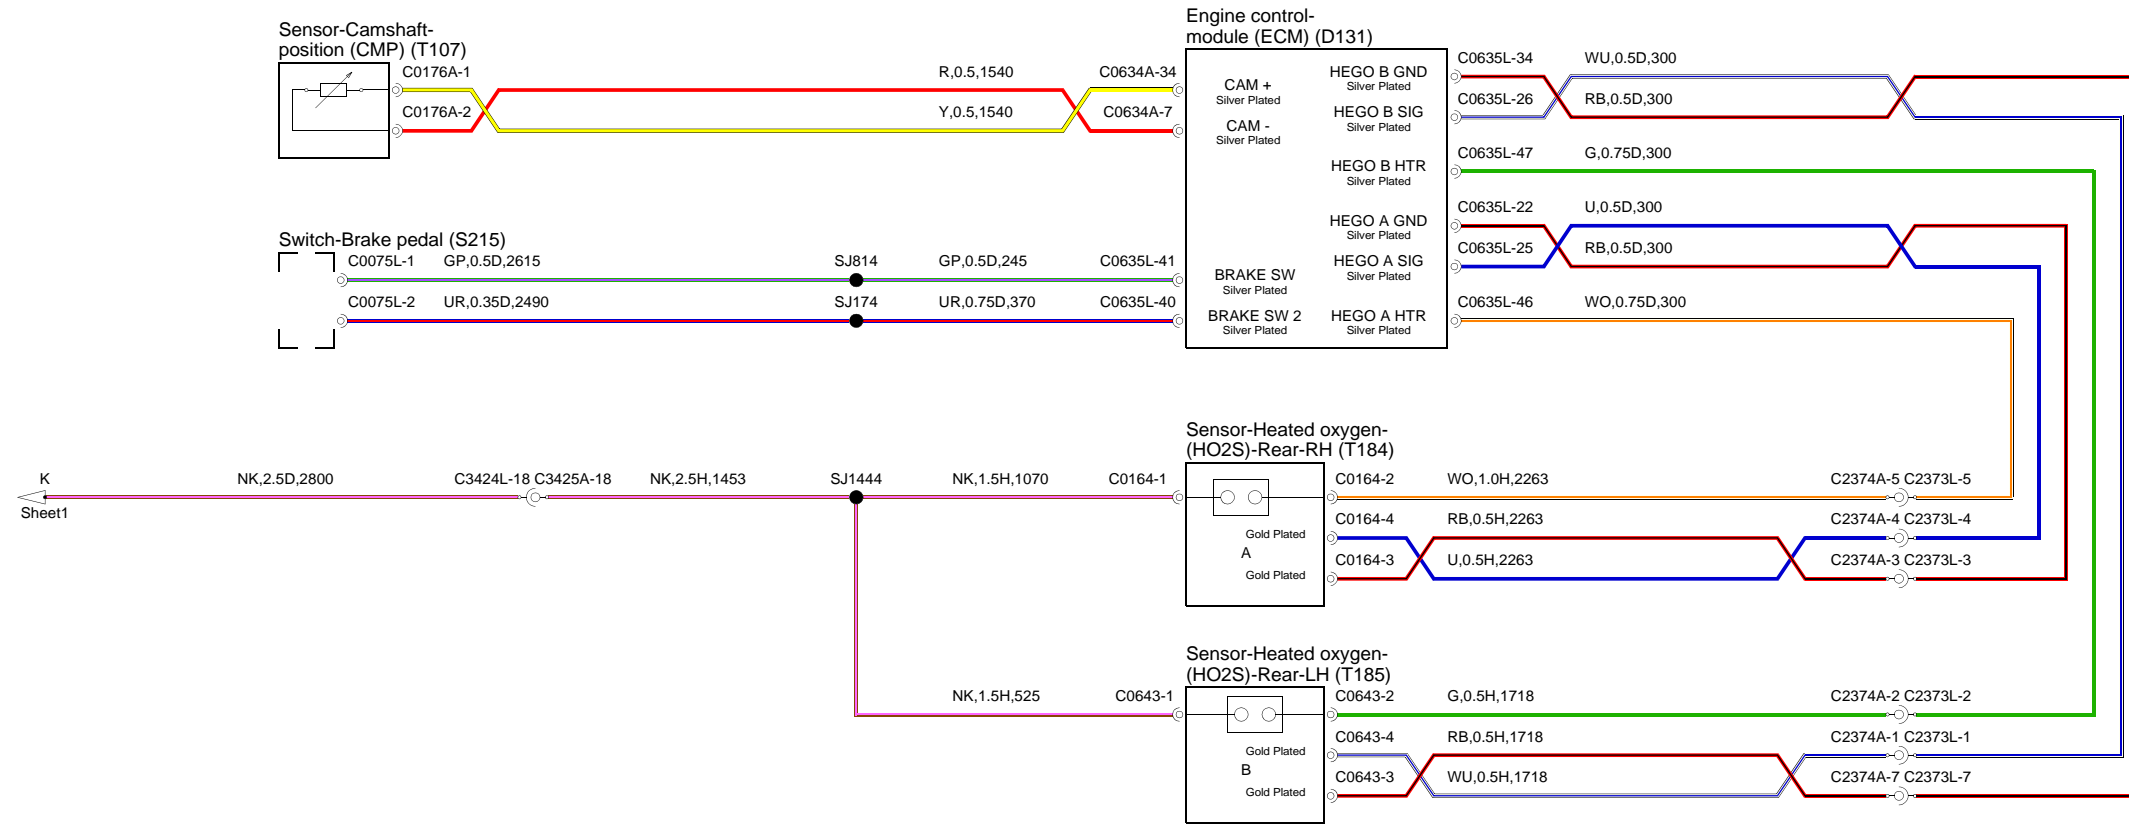 Sensor-Camshaft-
position (CMP) (T107)
C0176A-1
R,0.5,1540
C0634A-34
C0176A-2
Y,0.5,1540
C0634A-7
Engine control-
module (ECM) (D131)
CAM +
Silver Plated
CAM -
Silver Plated
HEGO B GND
Silver Plated
HEGO B SIG
Silver Plated
HEGO B HTR
Silver Plated
HEGO A GND
Silver Plated
HEGO A SIG
Silver Plated
BRAKE SW
Silver Plated
BRAKE SW 2
Silver Plated
HEGO A HTR
Silver Plated
C0635L-34
WU,0.5D,300
C0635L-26
RB,0.5D,300
C0635L-47
G,0.75D,300
C0635L-22
U,0.5D,300
C0635L-25
RB,0.5D,300
C0635L-46
WO,0.75D,300
Switch-Brake pedal (S215)
C0075L-1
GP,0.5D,2615
SJ814
GP,0.5D,245
C0635L-41
C0075L-2
UR,0.35D,2490
SJ174
UR,0.75D,370
C0635L-40
K
Sheet1
NK,2.5D,2800
C3424L-18 C3425A-18
NK,2.5H,1453
SJ1444
NK,1.5H,1070
C0164-1
Sensor-Heated oxygen-
(HO2S)-Rear-RH (T184)
Gold Plated
A
Gold Plated
C0164-2
WO,1.0H,2263
C2374A-5 C2373L-5
C0164-4
RB,0.5H,2263
C2374A-4 C2373L-4
C0164-3
U,0.5H,2263
C2374A-3 C2373L-3
NK,1.5H,525
C0643-1
Sensor-Heated oxygen-
(HO2S)-Rear-LH (T185)
Gold Plated
B
Gold Plated
C0643-2
G,0.5H,1718
C2374A-2 C2373L-2
C0643-4
RB,0.5H,1718
C2374A-1 C2373L-1
C0643-3
WU,0.5H,1718
C2374A-7 C2373L-7